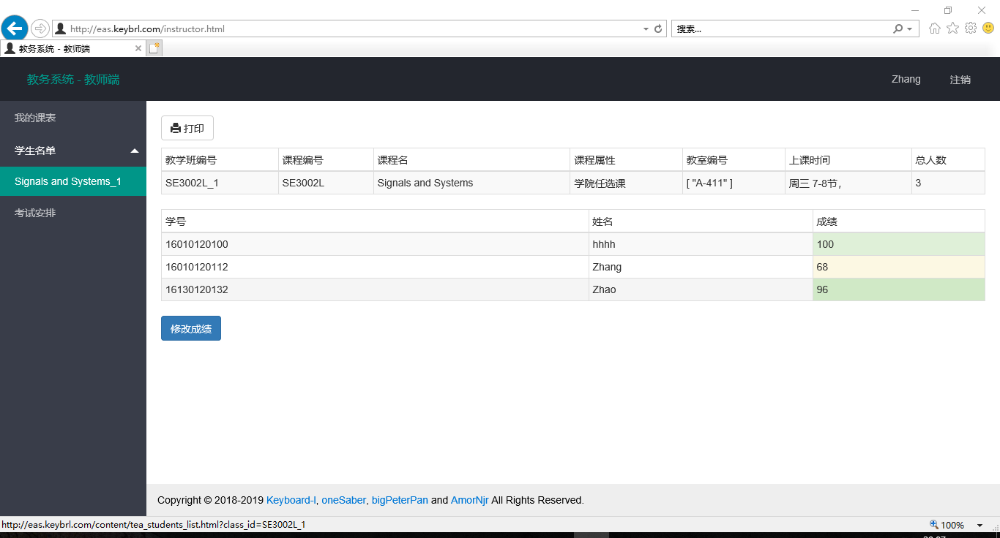 http://eas.keybrl.com/instructor.html
搜索...
教务系统 - 教师端
教务系统 - 教师端
Zhang
注销
我的课表
学生名单
Signals and Systems_1
考试安排
打印
教学班编号 课程编号 课程名 课程属性 教室编号 上课时间 总人数
SE3002L_1 SE3002L Signals and Systems 学院任选课 [ "A-411" ] 周三 7-8节, 3
学号 姓名 成绩
16010120100 hhhh 100
16010120112 Zhang 68
16130120132 Zhao 96
修改成绩
Copyright © 2018-2019 Keyboard-I, oneSaber, bigPeterPan and AmorNjr All Rights Reserved.
http://eas.keybrl.com/content/tea_students_list.html?class_id=SE3002L_1
100%